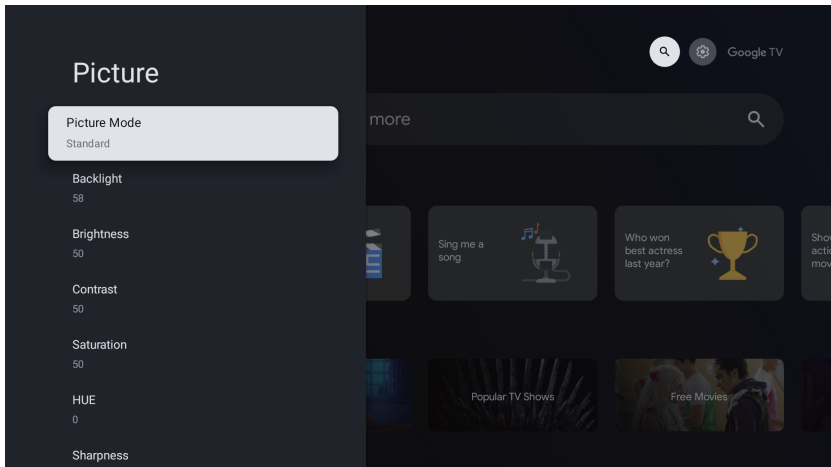 Picture
Picture Mode
Standard
Backlight
58
Brightness
50
Contrast
50
Saturation
50
HUE
0
Sharpness
Google TV
more
Sing me a
song
Who won
best actress
last year?
Popular TV Shows
Free Movies